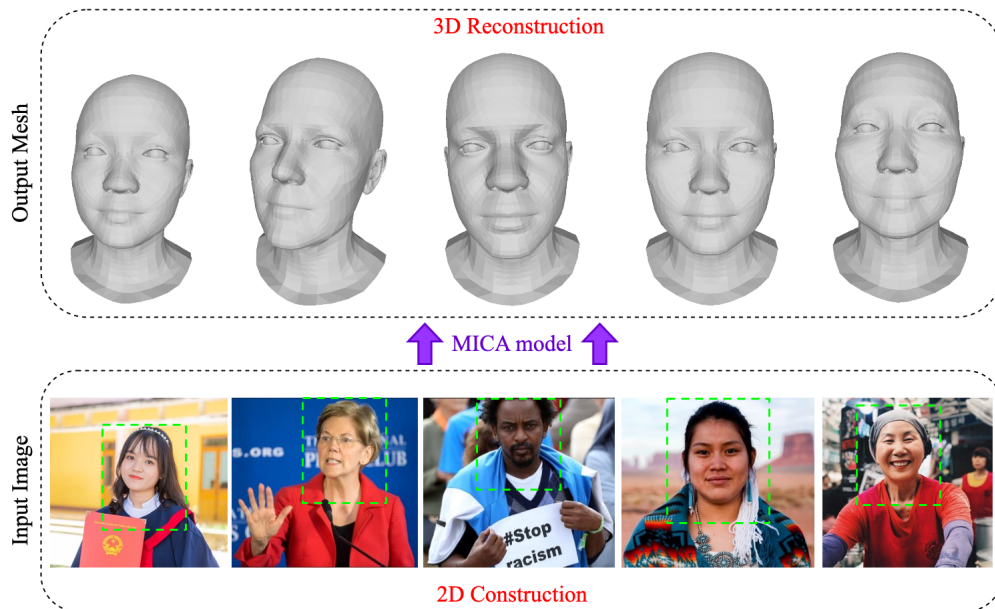 3D Reconstruction
Output Mesh
MICA model
Input Image
S.ORG
#Stop
racism
2D Construction